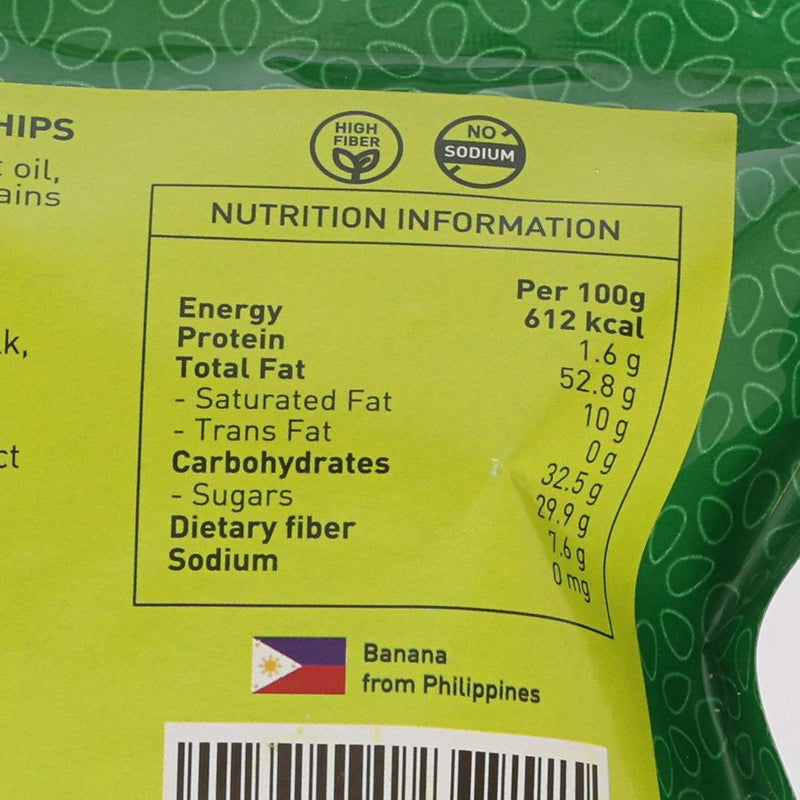 HIPS
oil,
ains
k,
ct
HIGH
FIBER
NO
SODIUM
NUTRITION INFORMATION
Per 100g
Energy 612 kcal
Protein 1.6 g
Total Fat 52.8 g
- Saturated Fat 10 g
- Trans Fat 0 g
Carbohydrates 32.5 g
- Sugars 29.9 g
Dietary fiber 7.6 g
Sodium 0 mg
Banana
from Philippines